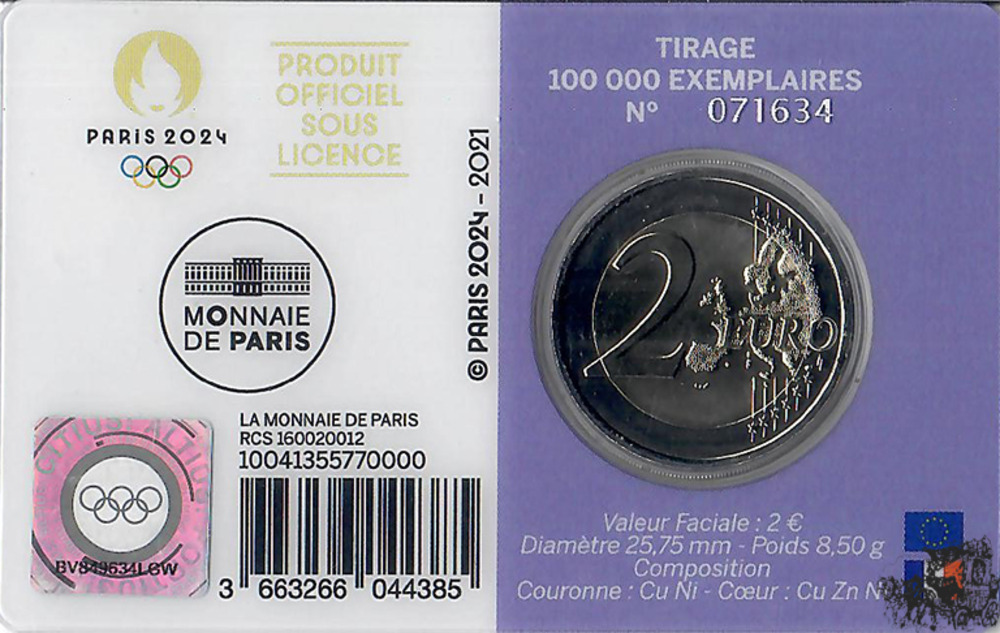 PARIS 2024
PRODUIT
OFFICIEL
SOUS
LICENCE
MONNAIE
DE PARIS
© PARIS 2024 - 2021
LA MONNAIE DE PARIS
RCS 160020012
10041355770000
3 663266 044385
TIRAGE
100 000 EXEMPLAIRES
N° 071634
2 EURO
Valeur Faciale : 2 €
Diamètre 25,75 mm - Poids 8,50 g
Composition
Couronne : Cu Ni - Cœur : Cu Zn